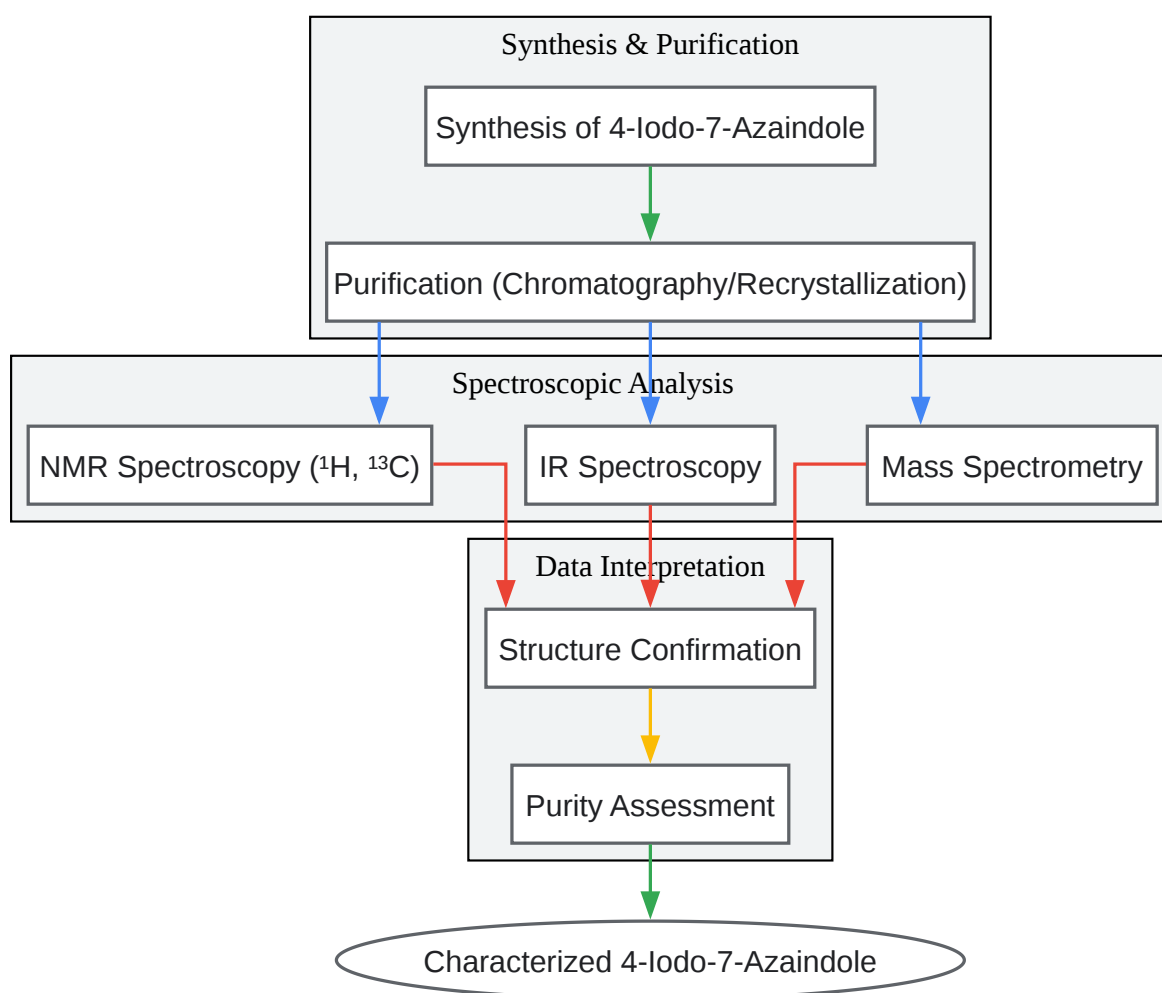 Synthesis & Purification
Synthesis of 4-Iodo-7-Azaindole
Purification (Chromatography/Recrystallization)
Spectroscopic Analysis
NMR Spectroscopy (¹H, ¹³C)
IR Spectroscopy
Mass Spectrometry
Data Interpretation
Structure Confirmation
Purity Assessment
Characterized 4-Iodo-7-Azaindole